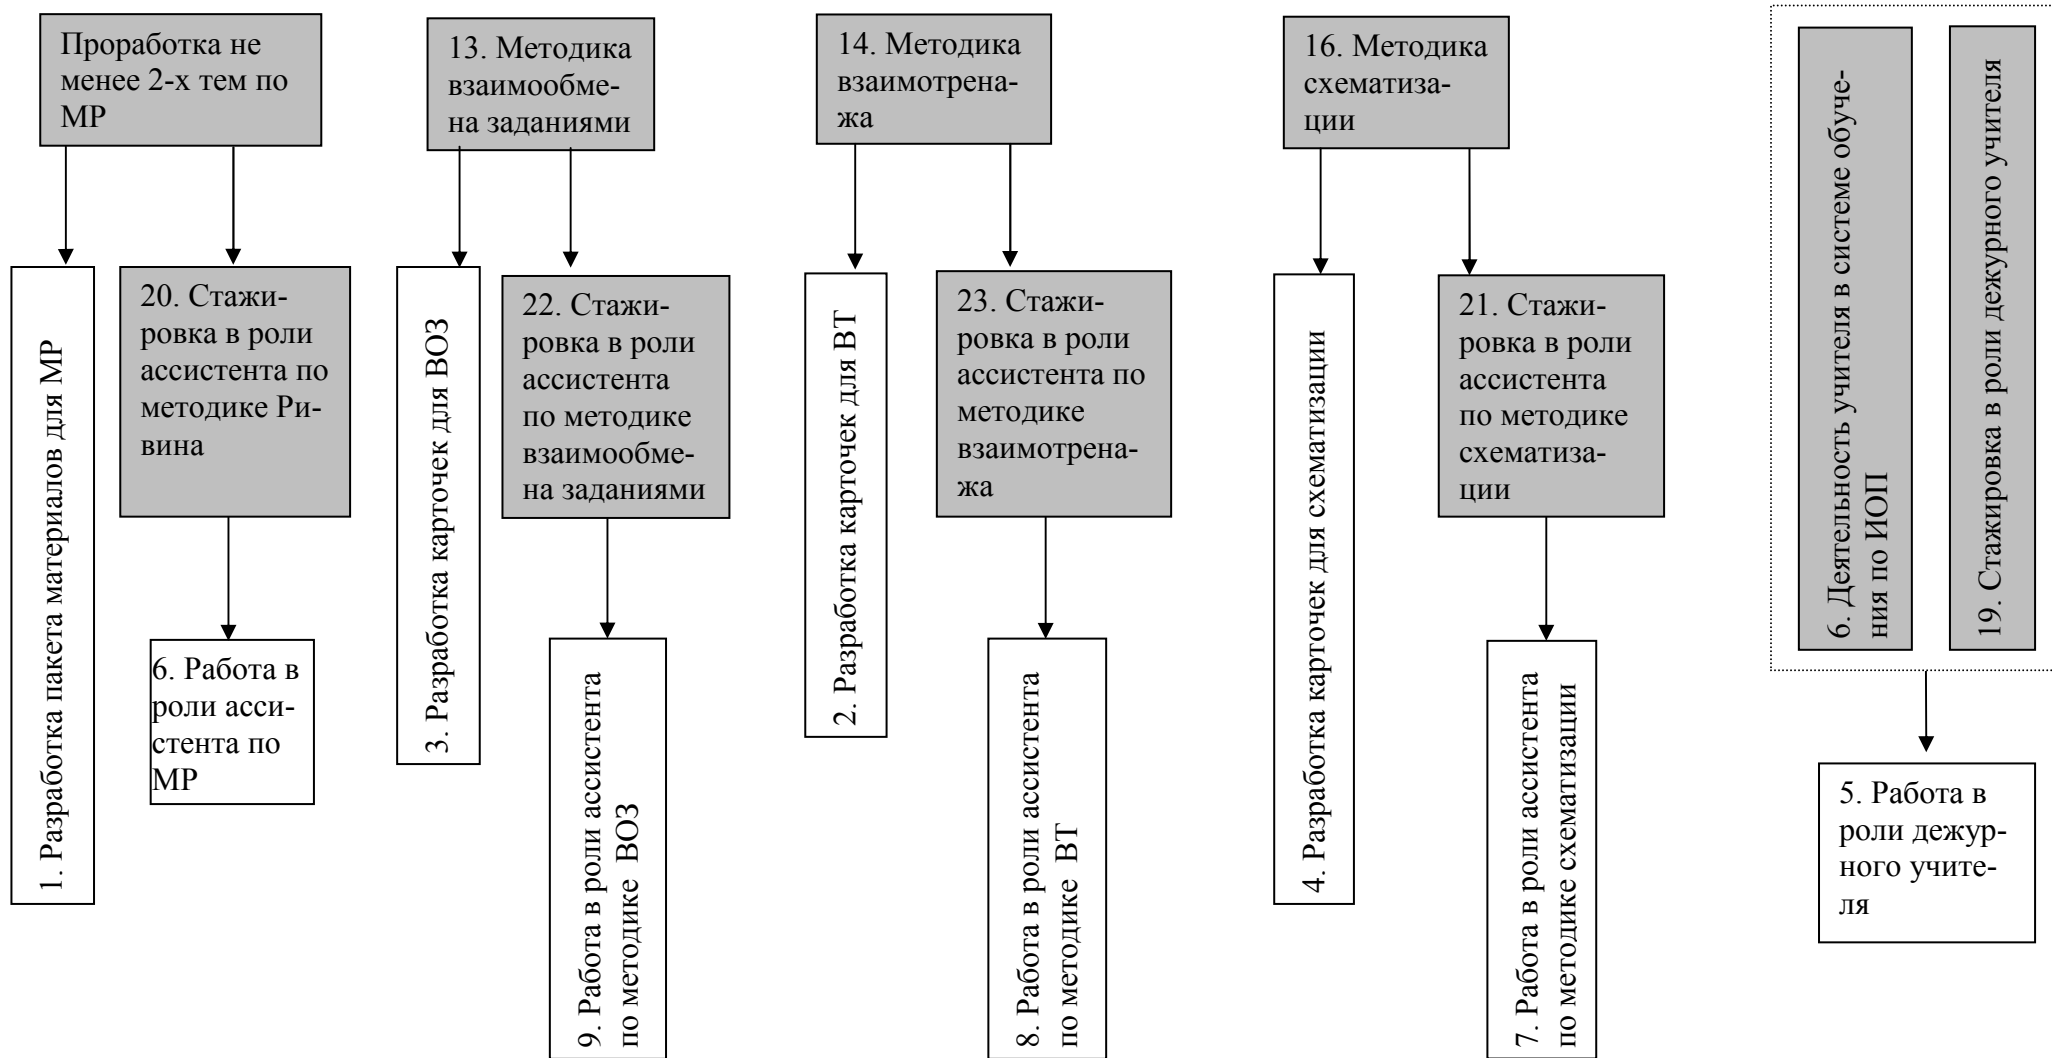 Проработка не
менее 2-х тем по
МР
13. Методика
взаимообме-
на заданиями
14. Методика
взаимотрена-
жа
16. Методика
схематиза-
ции
6. Деятельность учителя в системе обуче-
ния по ИОП
19. Стажировка в роли дежурного учителя
1. Разработка пакета материалов для МР
20. Стажи-
ровка в роли
ассистента по
методике Ри-
вина
3. Разработка карточек для ВОЗ
22. Стажи-
ровка в роли
ассистента
по методике
взаимообме-
на заданиями
2. Разработка карточек для ВТ
23. Стажи-
ровка в роли
ассистента по
методике
взаимотрена-
жа
4. Разработка карточек для схематизации
21. Стажи-
ровка в роли
ассистента
по методике
схематиза-
ции
6. Работа в
роли асси-
стента по
МР
9. Работа в роли ассистента
по методике ВОЗ
8. Работа в роли ассистента
по методике ВТ
7. Работа в роли ассистента
по методике схематизации
5. Работа в
роли дежур-
ного учите-
ля